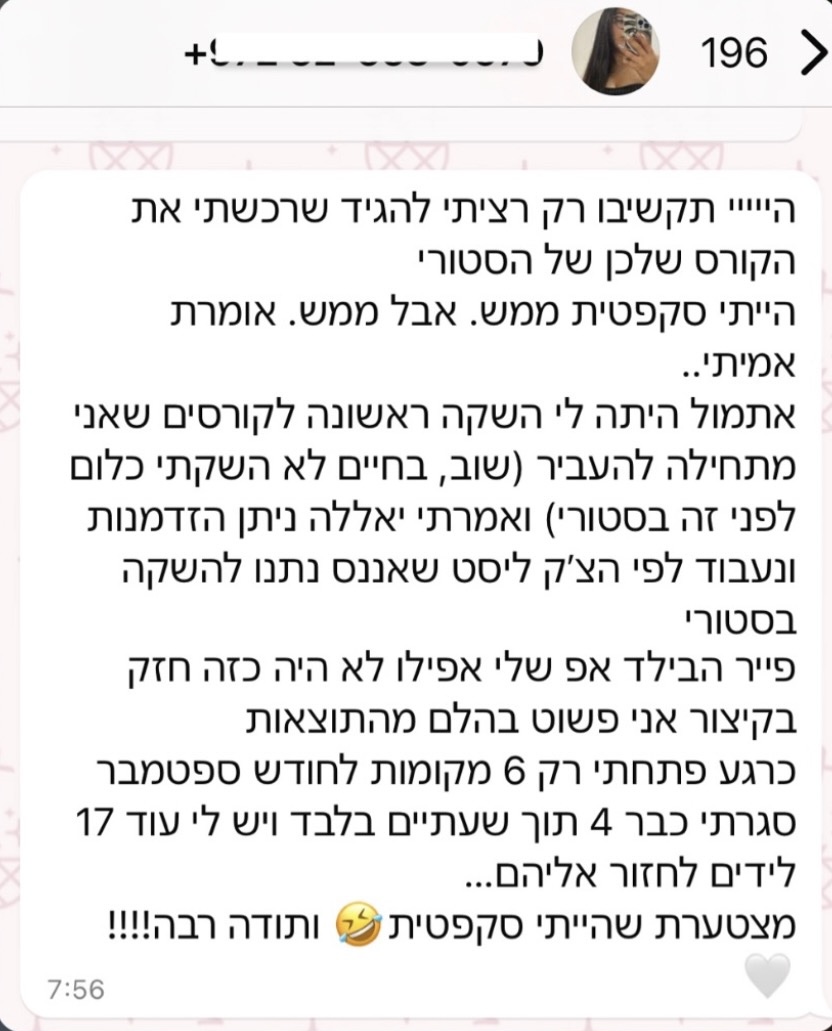 196
היייייי תקשיבו רק רציתי להגיד שרכשתי את
הקורס שלכן של הסטורי
הייתי סקפטית ממש. אבל ממש. אומרת
אמיתי..
אתמול היתה לי השקה ראשונה לקורסים שאני
מתחילה להעביר (שוב, בחיים לא השקתי כלום
לפני זה בסטורי) ואמרתי יאללה ניתן הזדמנות
ונעבוד לפי הצ׳ק ליסט שאננס נתנו להשקה
בסטורי
פייר הבילד אפ שלי אפילו לא היה כזה חזק
בקיצור אני פשוט בהלם מהתוצאות
כרגע פתחתי רק 6 מקומות לחודש ספטמבר
סגרתי כבר 4 תוך שעתיים בלבד ויש לי עוד 17
לידים לחזור אליהם...
מצטערת שהייתי סקפטית🤣 ותודה רבה!!!!
7:56